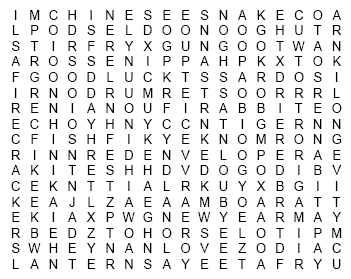 I M C H I N E S E E S N A K E C O A
L P O D S E L D O O N O O G H U T R
S T I R F R Y X G U N G O O T W A N
A R O S S E N I P P A H P K X T O K
F G O O D L U C K T S S A R D O S I
I R N O D R U M R E T S O O R R R L
R E N I A N O U F I R A B B I T E O
E C H O Y H N Y C C N T I G E R N N
C F I S H F I K Y E K N O M R O N G
R I N N R E D E N V E L O P E R A E
A K I T E S H H D V D O G O D I B V
C E K N T T I A L R K U Y X B G I I
K E A J L Z A E A A M B O A R A T T
E K I A X P W G N E W Y E A R M A Y
R B E D Z T O H O R S E L O T I P M
S W H E Y N A N L O V E Z O D I A C
L A N T E R N S A Y E E T A F R Y U